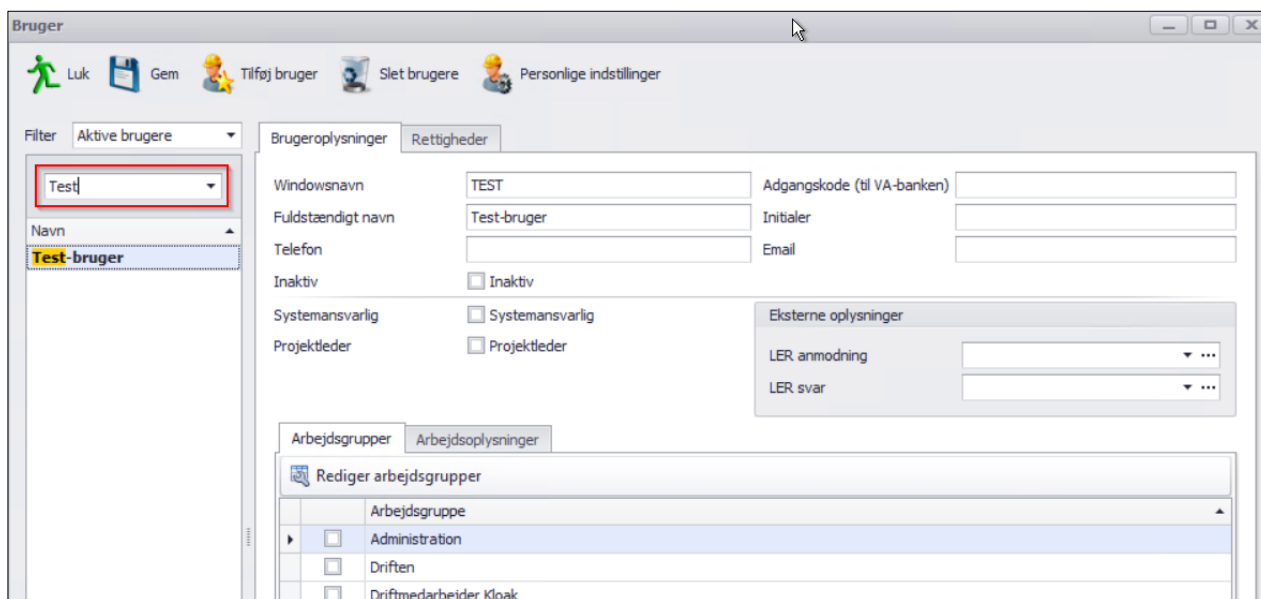 Bruger
Luk Gem Tilføj bruger Slet brugere Personlige indstillinger
Filter Aktive brugere
Test
Navn
Test-bruger
Brugeroplysninger Rettigheder
Windowsnavn TEST Adgangskode (til VA-banken)
Fuldstændigt navn Test-bruger Initialer
Telefon Email
Inaktiv Inaktiv
Systemansvarlig Systemansvarlig
Projektleder Projektleder
Eksterne oplysninger
LER anmodning
LER svar
Arbejdsgrupper Arbejdsoplysninger
Rediger arbejdsgrupper
Arbejdsgruppe
Administration
Driften
Driftmedarbejder Kloak